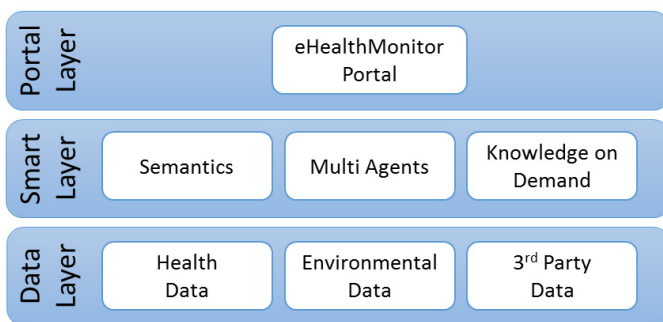 Portal
Layer
eHealthMonitor
Portal
Smart
Layer
Semantics
Multi Agents
Knowledge on
Demand
Data
Layer
Health
Data
Environmental
Data
3rd Party
Data